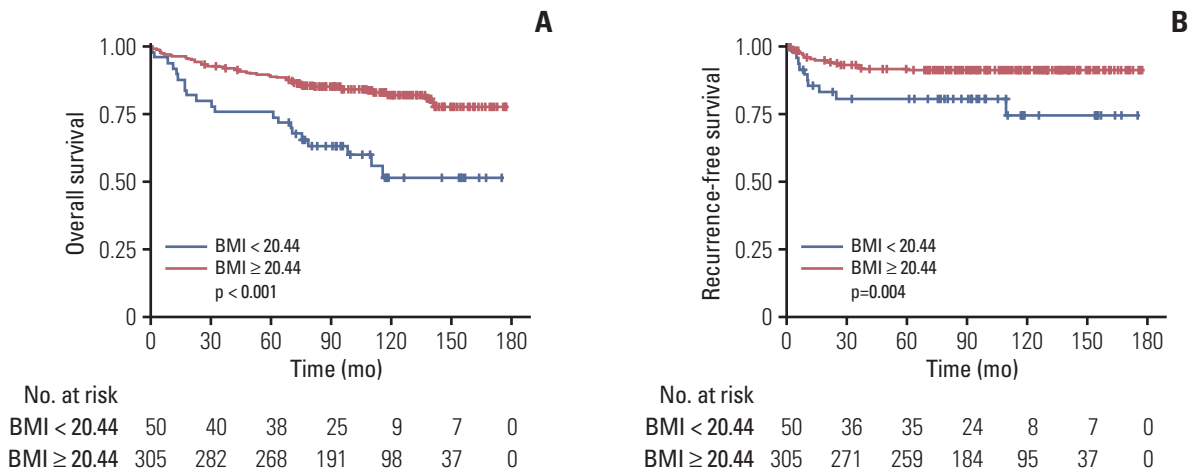 A
1.00
0.75
0.50
0.25
0
Overall survival
BMI < 20.44
BMI ≥ 20.44
p < 0.001
0 30 60 90 120 150 180
Time (mo)
No. at risk
BMI < 20.44 50 40 38 25 9 7 0
BMI ≥ 20.44 305 282 268 191 98 37 0
B
1.00
0.75
0.50
0.25
0
Recurrence-free survival
BMI < 20.44
BMI ≥ 20.44
p=0.004
0 30 60 90 120 150 180
Time (mo)
No. at risk
BMI < 20.44 50 36 35 24 8 7 0
BMI ≥ 20.44 305 271 259 184 95 37 0